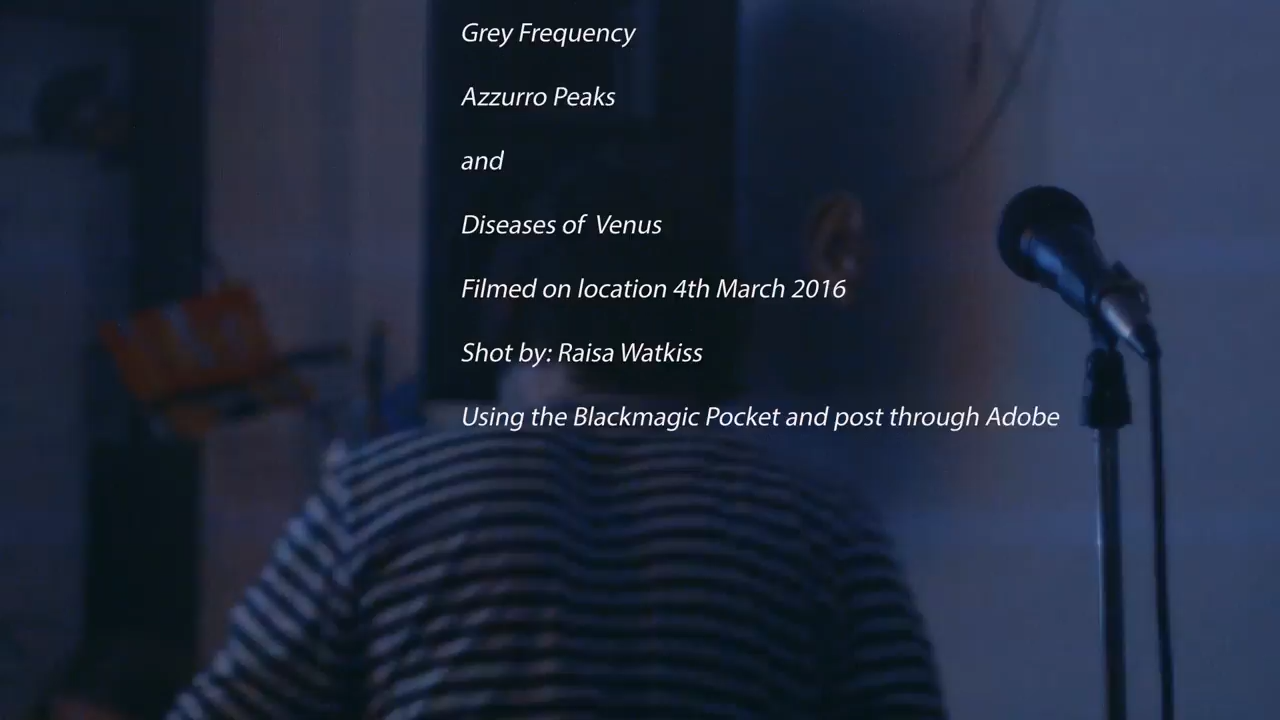 Grey Frequency
Azzurro Peaks
and
Diseases of Venus
Filmed on location 4th March 2016
Shot by: Raisa Watkiss
Using the Blackmagic Pocket and post through Adobe